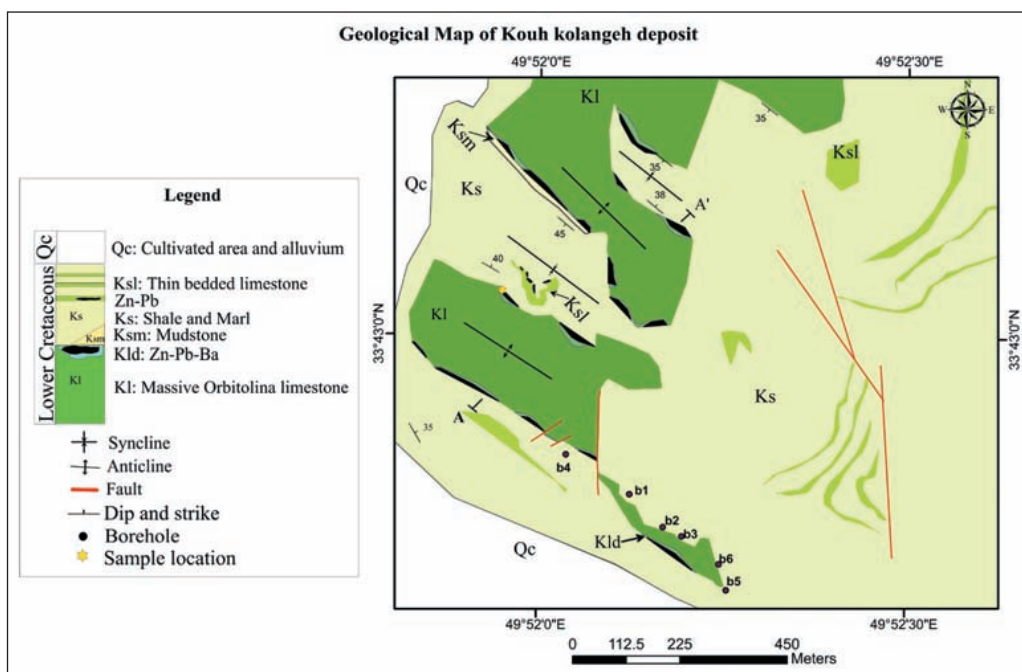 Geological Map of Kouh kolangeh deposit
49°52'0"E
49°52'30"E
N
W
E
S
Kl
35
Ksl
Ksm
35
Ks
Qc
38
A'
45
40
Ksl
Kl
33°43'0"N
33°43'0"N
Ks
A
35
b4
b1
b2
b3
Kld
b6
b5
Qc
49°52'0"E
49°52'30"E
0
112.5
225
450
Meters
Legend
Qc
Qc: Cultivated area and alluvium
Lower Cretaceous
Ksl: Thin bedded limestone
Zn-Pb
Ks
Ks: Shale and Marl
Ksm
Ksm: Mudstone
Kld: Zn-Pb-Ba
Kl
Kl: Massive Orbitolina limestone
Syncline
Anticline
Fault
Dip and strike
Borehole
Sample location